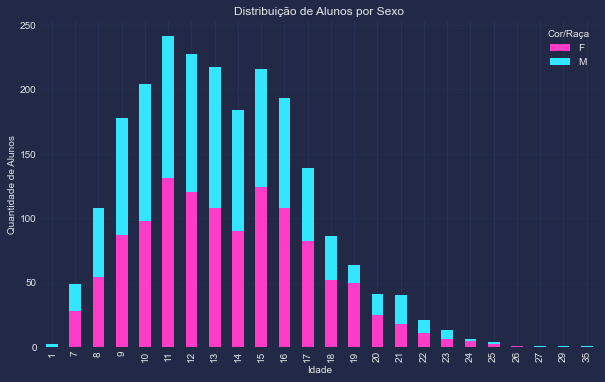 Distribuição de Alunos por Sexo
Cor/Raça
F
M
Quantidade de Alunos
250
200
150
100
50
0
1 7 8 9 10 11 12 13 14 15 16 17 18 19 20 21 22 23 24 25 26 27 29 35
Idade